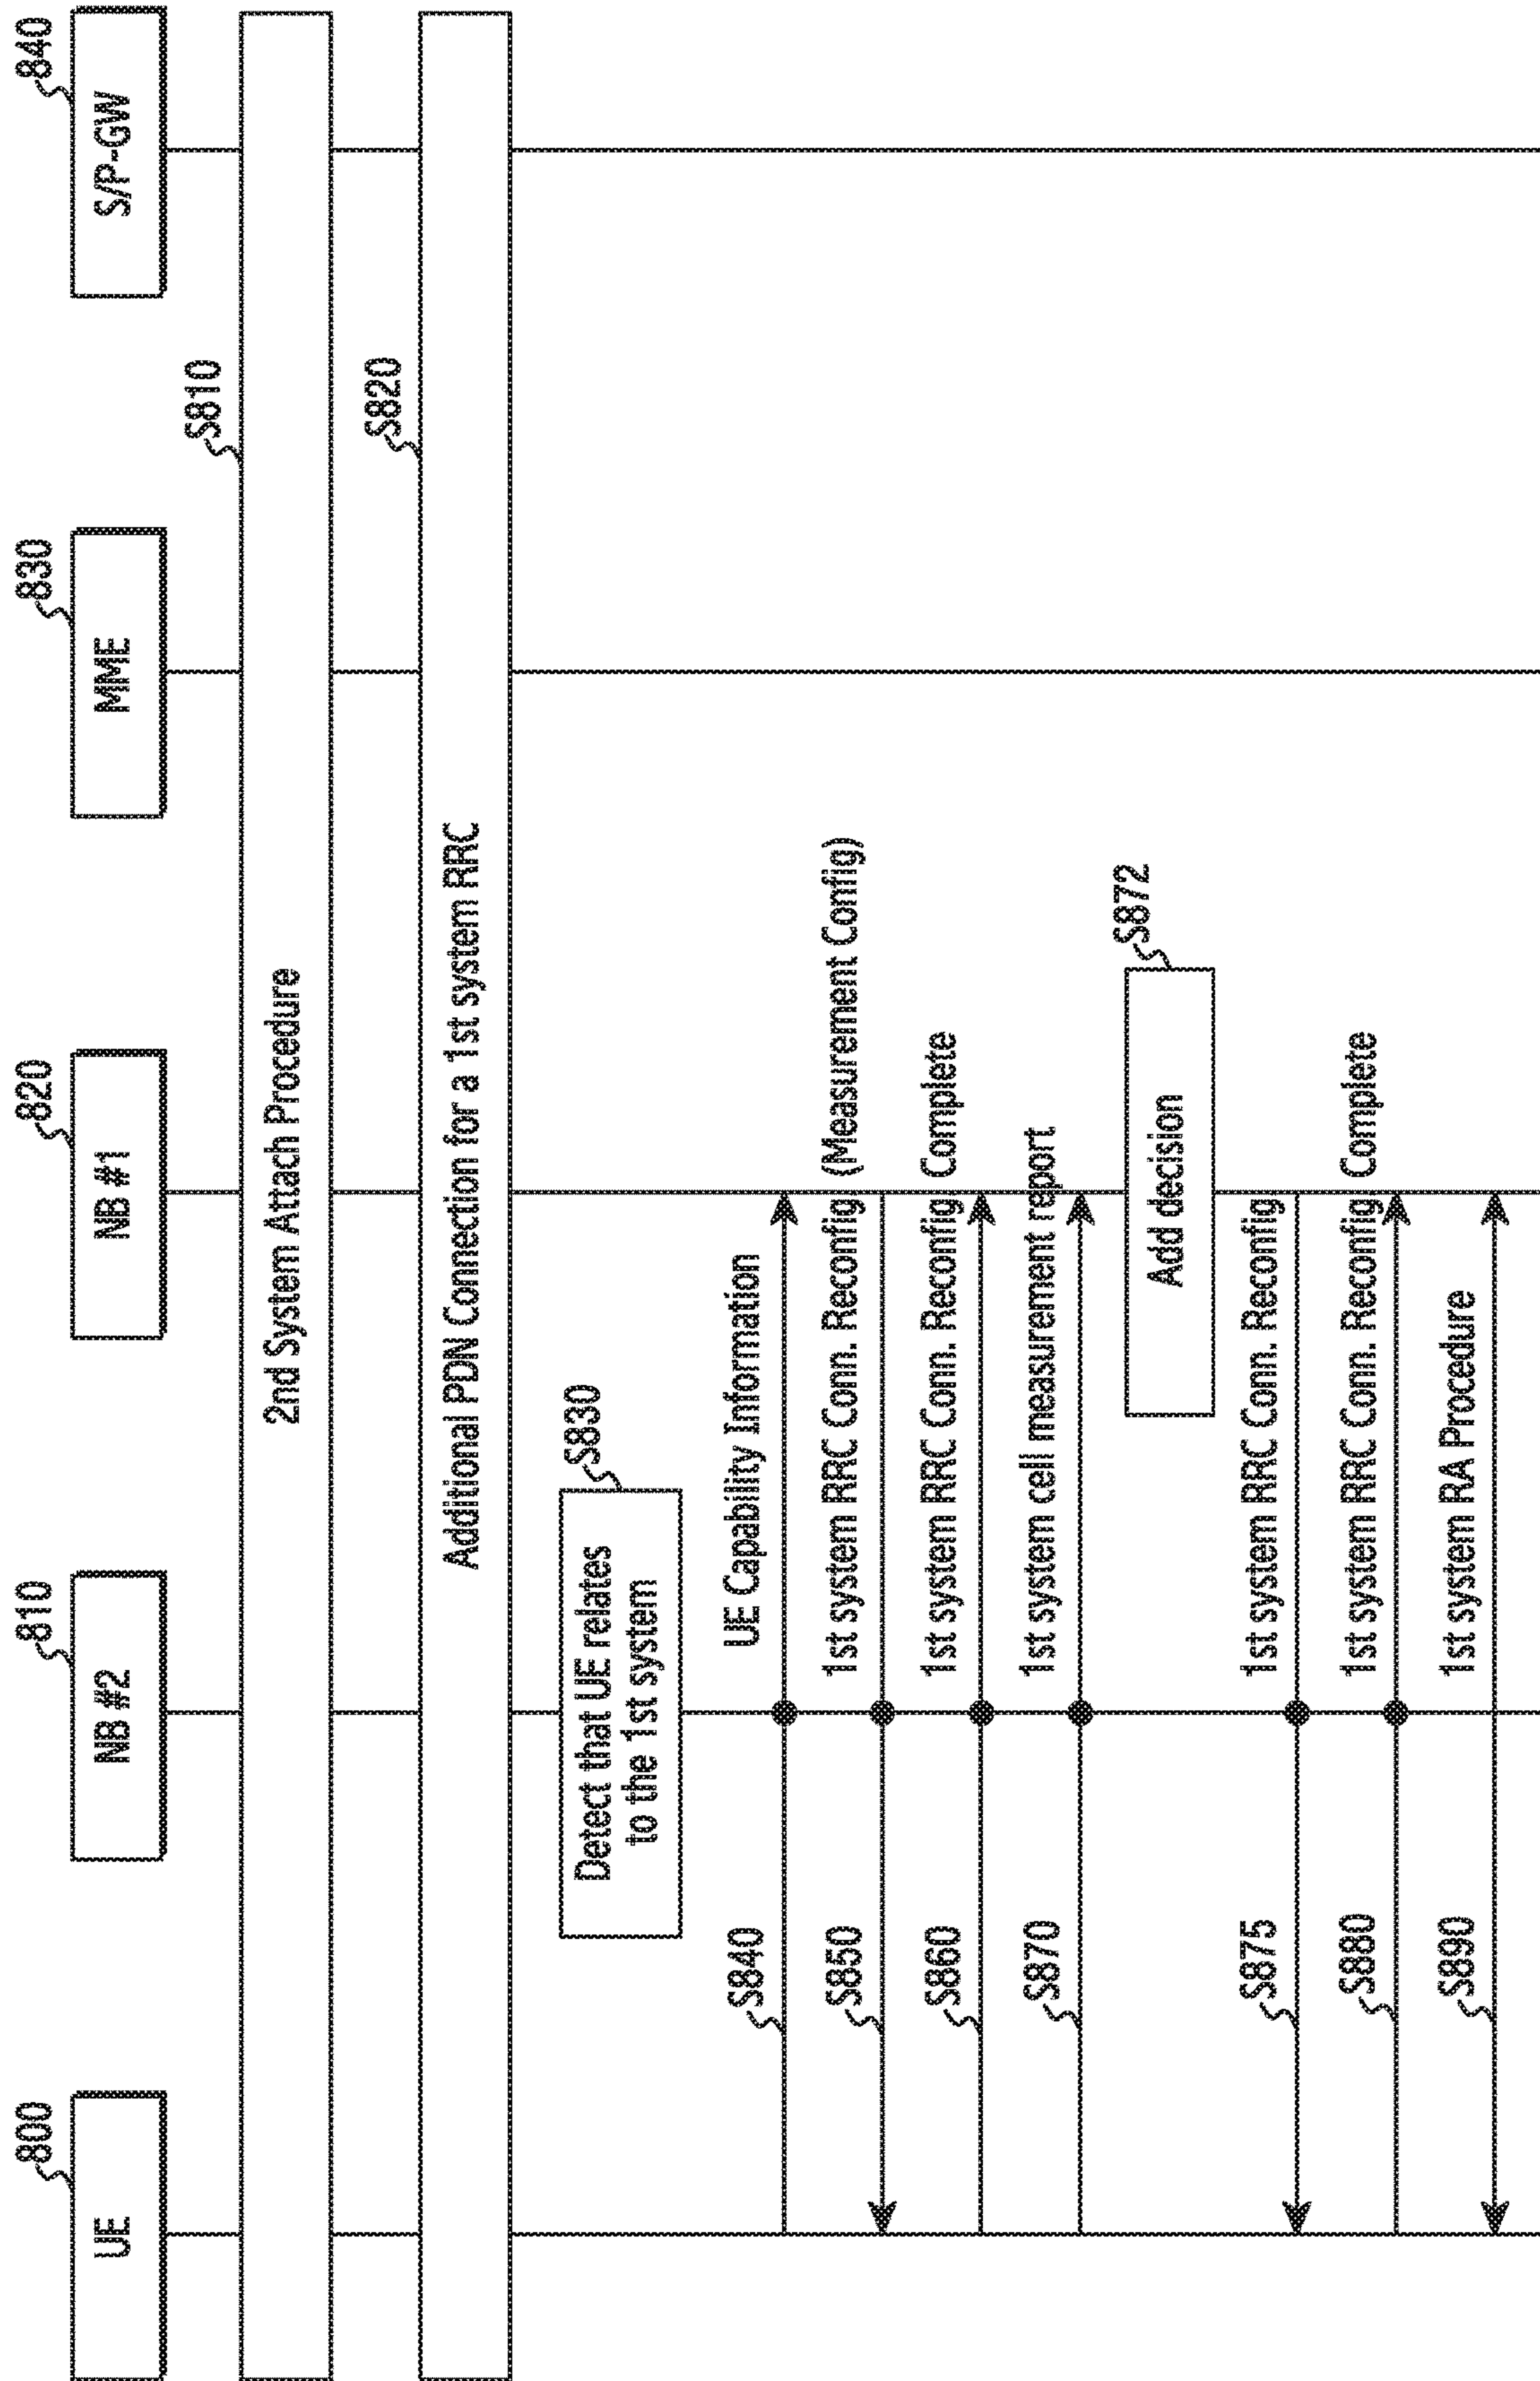 800
UE
810
NB #2
820
NB #1
830
MME
840
S/P-GW
S810
2nd System Attach Procedure
S820
Additional PDN Connection for a 1st system RRC
S830
Detect that UE relates
to the 1st system
S840
UE Capability Information
S850
1st system RRC Conn. Reconfig (Measurement Config)
S860
1st system RRC Conn. Reconfig Complete
S870
1st system cell measurement report
S872
Add decision
S875
1st system RRC Conn. Reconfig
S880
1st system RRC Conn. Reconfig Complete
S890
1st system RA Procedure